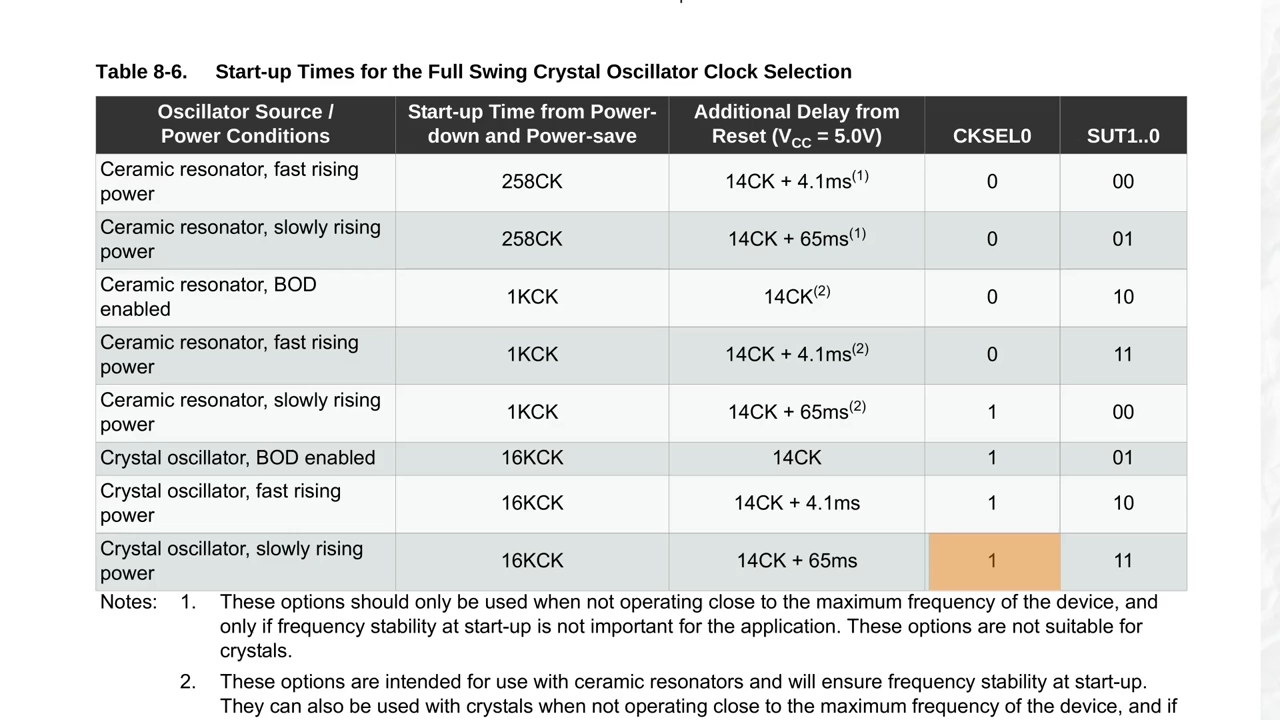 Table 8-6. Start-up Times for the Full Swing Crystal Oscillator Clock Selection
Oscillator Source / Power Conditions Start-up Time from Power-down and Power-save Additional Delay from Reset (VCC = 5.0V) CKSEL0 SUT1..0
Ceramic resonator, fast rising power 258CK 14CK + 4.1ms(1) 0 00
Ceramic resonator, slowly rising power 258CK 14CK + 65ms(1) 0 01
Ceramic resonator, BOD enabled 1KCK 14CK(2) 0 10
Ceramic resonator, fast rising power 1KCK 14CK + 4.1ms(2) 0 11
Ceramic resonator, slowly rising power 1KCK 14CK + 65ms(2) 1 00
Crystal oscillator, BOD enabled 16KCK 14CK 1 01
Crystal oscillator, fast rising power 16KCK 14CK + 4.1ms 1 10
Crystal oscillator, slowly rising power 16KCK 14CK + 65ms 1 11
Notes: 1. These options should only be used when not operating close to the maximum frequency of the device, and
only if frequency stability at start-up is not important for the application. These options are not suitable for
crystals.
2. These options are intended for use with ceramic resonators and will ensure frequency stability at start-up.
They can also be used with crystals when not operating close to the maximum frequency of the device, and if